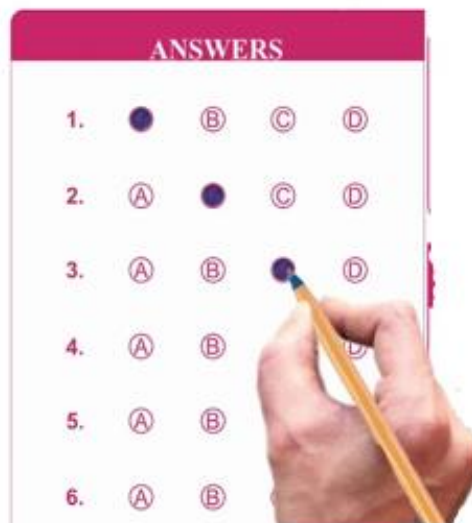 ANSWERS
1. Ⓑ Ⓒ Ⓓ
2. Ⓐ Ⓒ Ⓓ
3. Ⓐ Ⓑ Ⓓ
4. Ⓐ Ⓑ Ⓓ
5. Ⓐ Ⓑ
6. Ⓐ Ⓑ